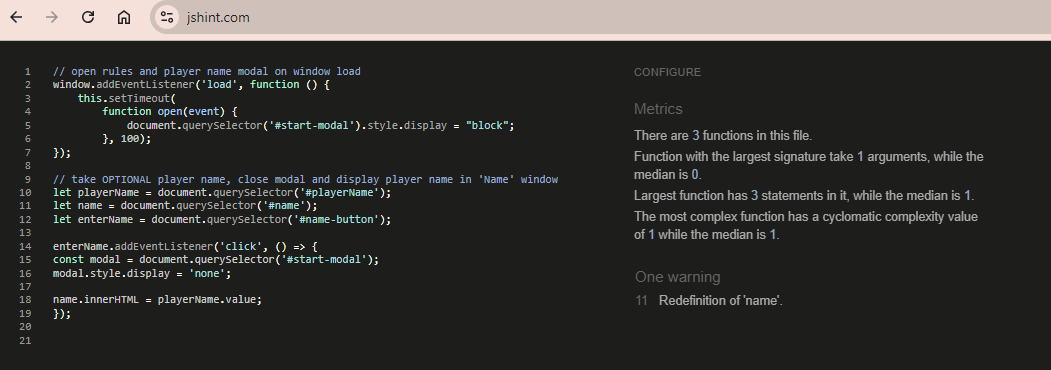 jshint.com
1 // open rules and player name modal on window load
2 window.addEventListener('load', function () {
3 this.setTimeout(
4 function open(event) {
5 document.querySelector('#start-modal').style.display = "block";
6 }, 100);
7 });
8
9 // take OPTIONAL player name, close modal and display player name in 'Name' window
10 let playerName = document.querySelector('#playerName');
11 let name = document.querySelector('#name');
12 let enterName = document.querySelector('#name-button');
13
14 enterName.addEventListener('click', () => {
15 const modal = document.querySelector('#start-modal');
16 modal.style.display = 'none';
17
18 name.innerHTML = playerName.value;
19 });
20
21
CONFIGURE
Metrics
There are 3 functions in this file.
Function with the largest signature take 1 arguments, while the
median is 0.
Largest function has 3 statements in it, while the median is 1.
The most complex function has a cyclomatic complexity value
of 1 while the median is 1.
One warning
11 Redefinition of 'name'.